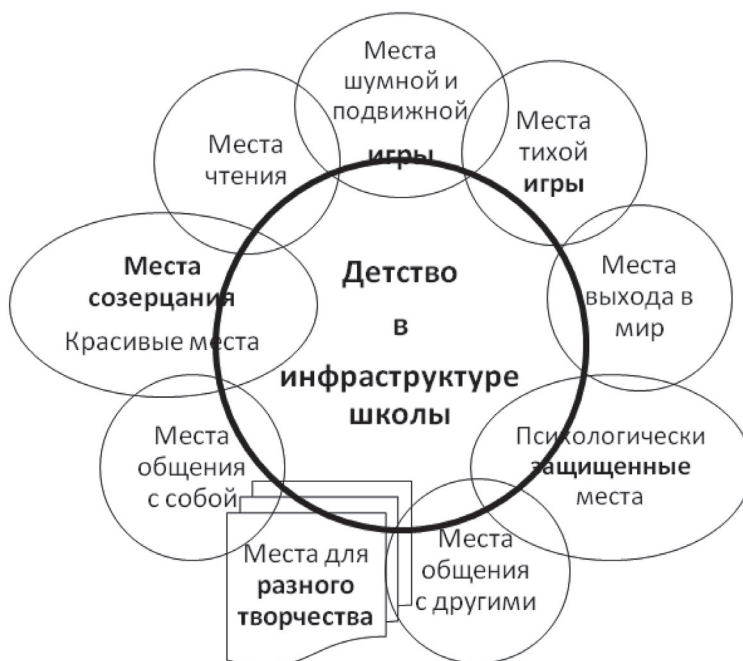 Места
шумной и
подвижной
игры
Места
тихой
игры
Места
чтения
Места
созерцания
Красивые места
Детство
в
инфраструктуре
школы
Места
выхода в
мир
Места
общения
с собой
Психологически
защищенные
места
Места для
разного
творчества
Места
общения
с другими